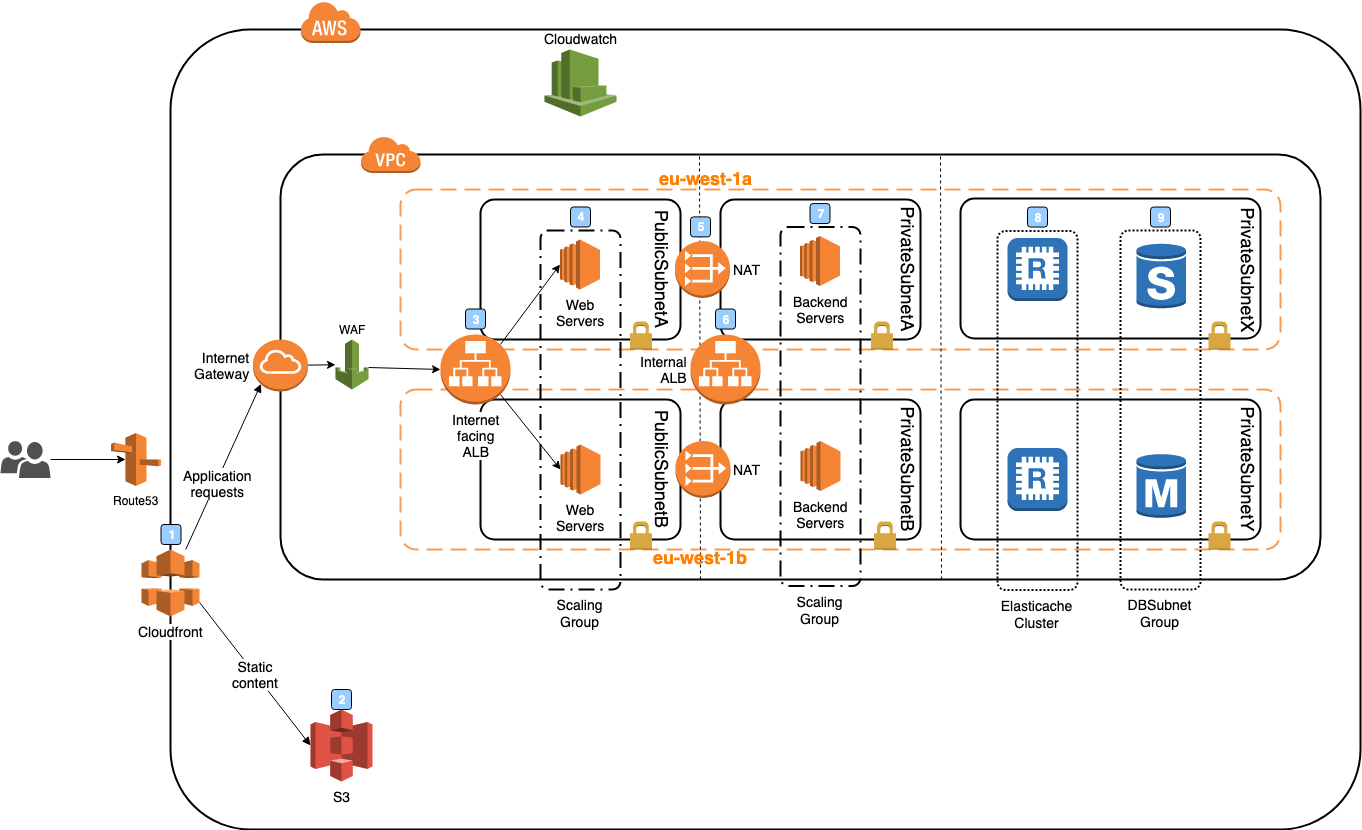 AWS
Cloudwatch
VPC
eu-west-1a
4
7
8
9
5
PublicSubnetA
PrivateSubnetA
PrivateSubnetX
NAT
R
S
Web
Servers
Backend
Servers
3
6
WAF
Internet
Gateway
Internal
ALB
Internet
facing
ALB
PublicSubnetB
PrivateSubnetB
PrivateSubnetY
NAT
R
M
Web
Servers
Backend
Servers
Route53
Application
requests
1
eu-west-1b
Scaling
Group
Scaling
Group
Elasticache
Cluster
DBSubnet
Group
Cloudfront
Static
content
2
S3